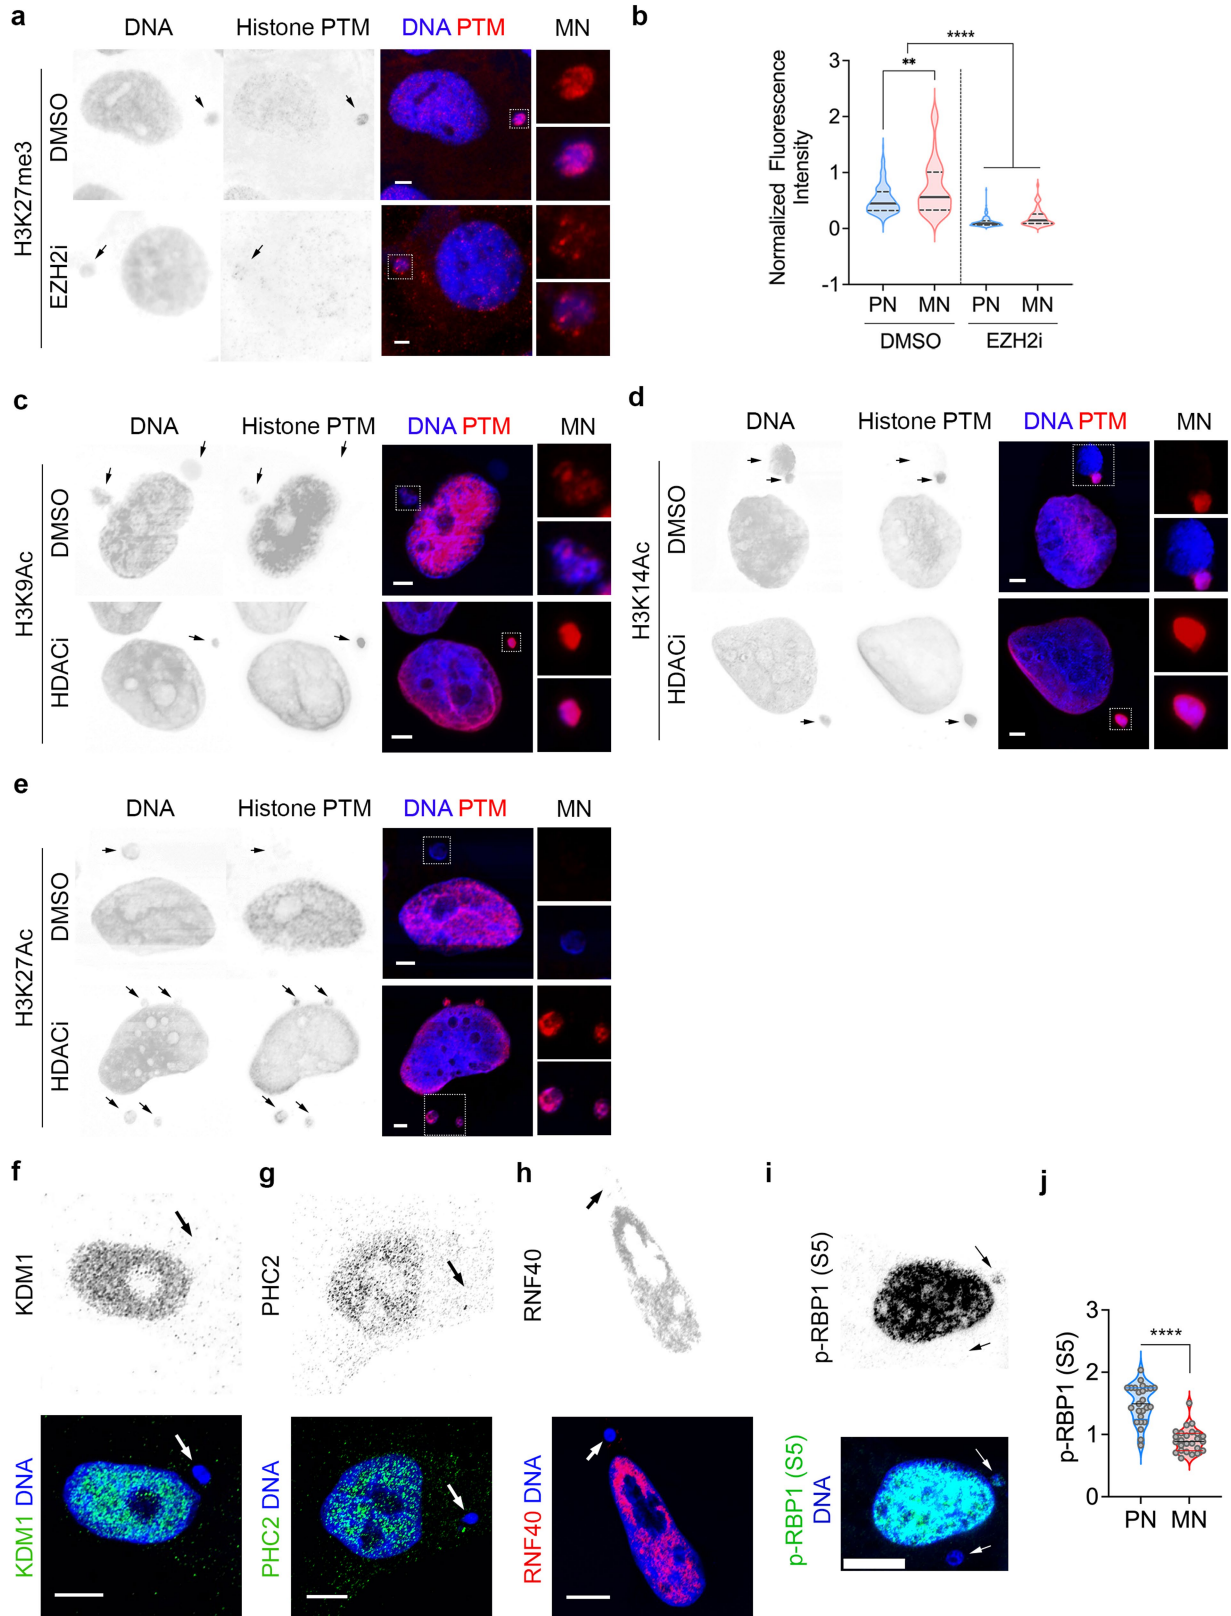 a
DNA Histone PTM DNA PTM MN
H3K27me3
DMSO
EZH2i
b
Normalized Fluorescence
Intensity
3
2
1
0
-1
****
**
PN MN PN MN
DMSO EZH2i
c
DNA Histone PTM DNA PTM MN
H3K9Ac
DMSO
HDACi
d
DNA Histone PTM DNA PTM MN
H3K14Ac
DMSO
HDACi
e
DNA Histone PTM DNA PTM MN
H3K27Ac
DMSO
HDACi
f
KDM1
KDM1 DNA
g
PHC2
PHC2 DNA
h
RNF40
RNF40 DNA
i
p-RBP1 (S5)
p-RBP1 (S5)
DNA
j
p-RBP1 (S5)
3
2
1
0
****
PN MN